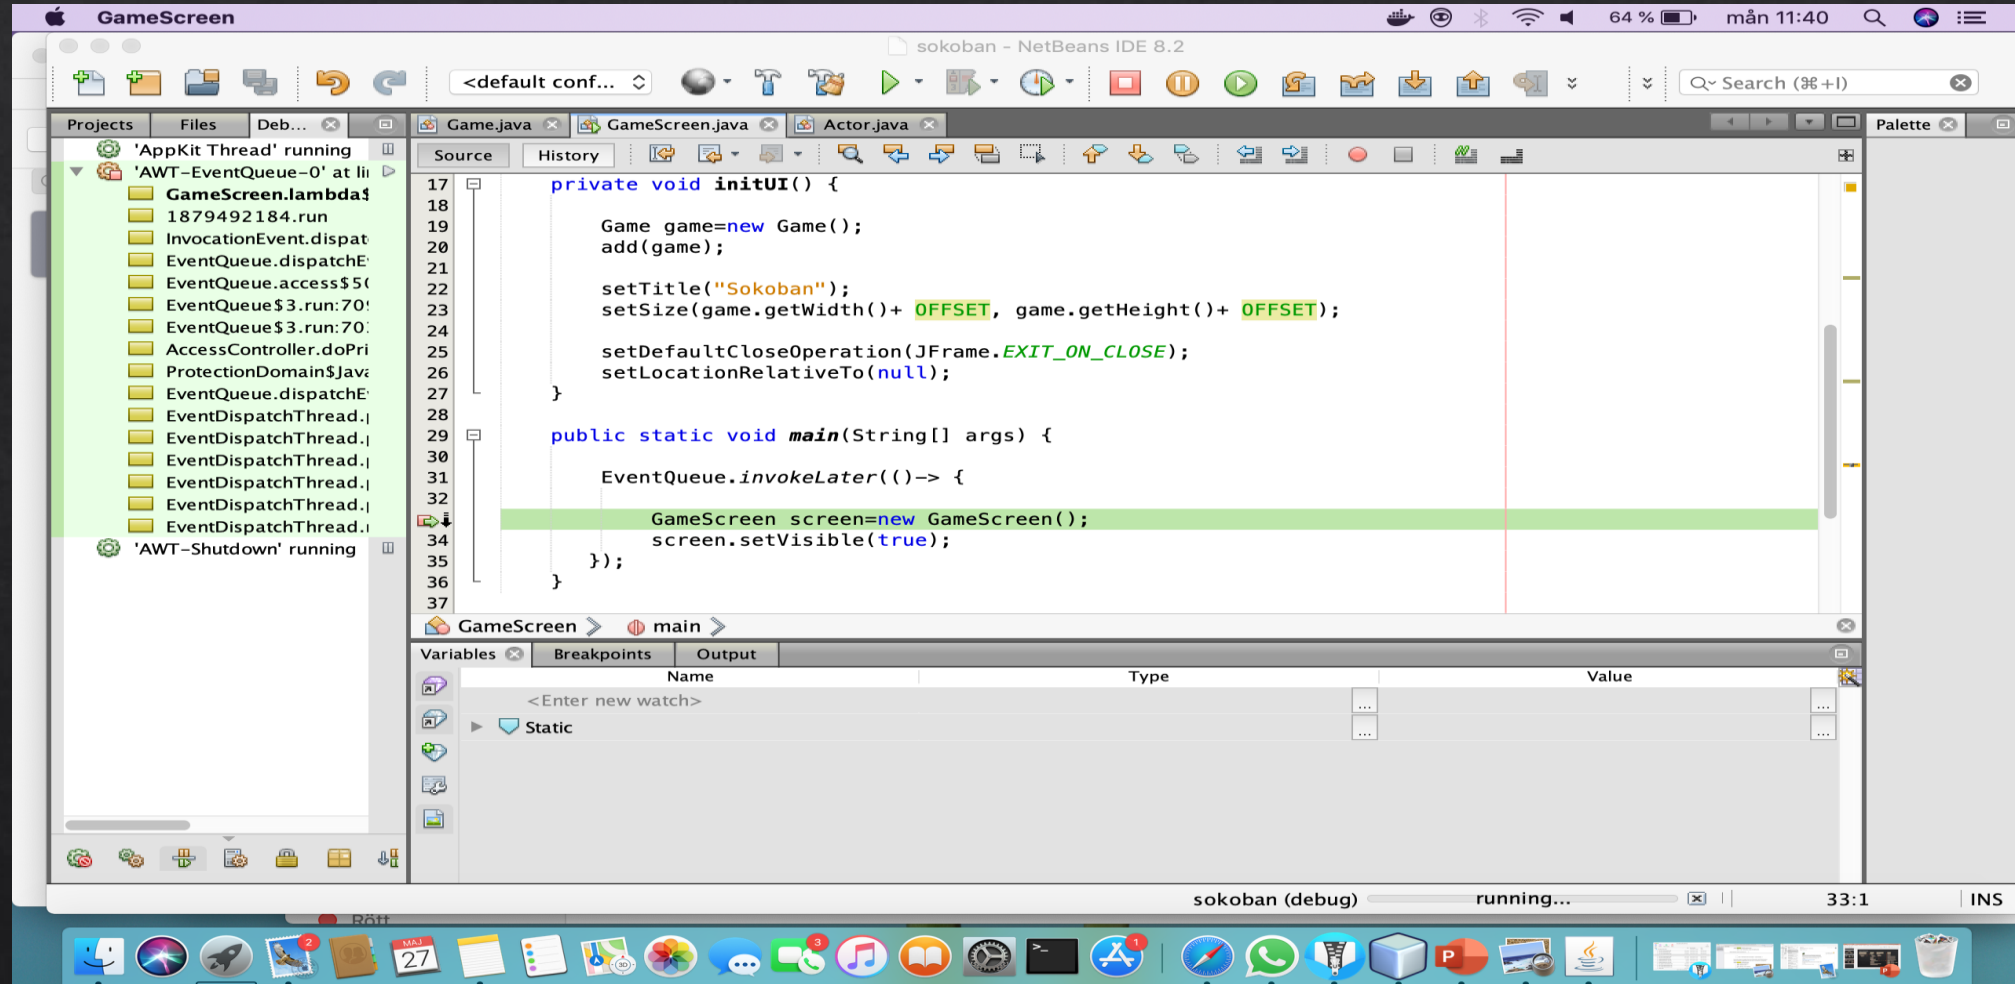 GameScreen
64 %
mån 11:40
sokoban - NetBeans IDE 8.2
<default conf...
Search (⌘+I)
Projects
Files
Deb...
Game.java
GameScreen.java
Actor.java
Palette
Source
History
'AppKit Thread' running
'AWT-EventQueue-0' at li
GameScreen.lambda$
1879492184.run
InvocationEvent.dispat
EventQueue.dispatchE
EventQueue.access$5
EventQueue$3.run:70
EventQueue$3.run:70
AccessController.doPri
ProtectionDomain$Java
EventQueue.dispatchE
EventDispatchThread.
EventDispatchThread.
EventDispatchThread.
EventDispatchThread.
EventDispatchThread.
EventDispatchThread.
'AWT-Shutdown' running
17 private void initUI() {
18
19 Game game=new Game();
20 add(game);
21
22 setTitle("Sokoban");
23 setSize(game.getWidth()+ OFFSET, game.getHeight()+ OFFSET);
24
25 setDefaultCloseOperation(JFrame.EXIT_ON_CLOSE);
26 setLocationRelativeTo(null);
27 }
28
29 public static void main(String[] args) {
30
31 EventQueue.invokeLater(()-> {
32
GameScreen screen=new GameScreen();
34 screen.setVisible(true);
35 });
36 }
37
GameScreen
main
Variables
Breakpoints
Output
Name
Type
Value
<Enter new watch>
...
...
Static
...
...
sokoban (debug)
running...
33:1
INS
Rött
2
MAJ
27
3D
3
>_
1
P